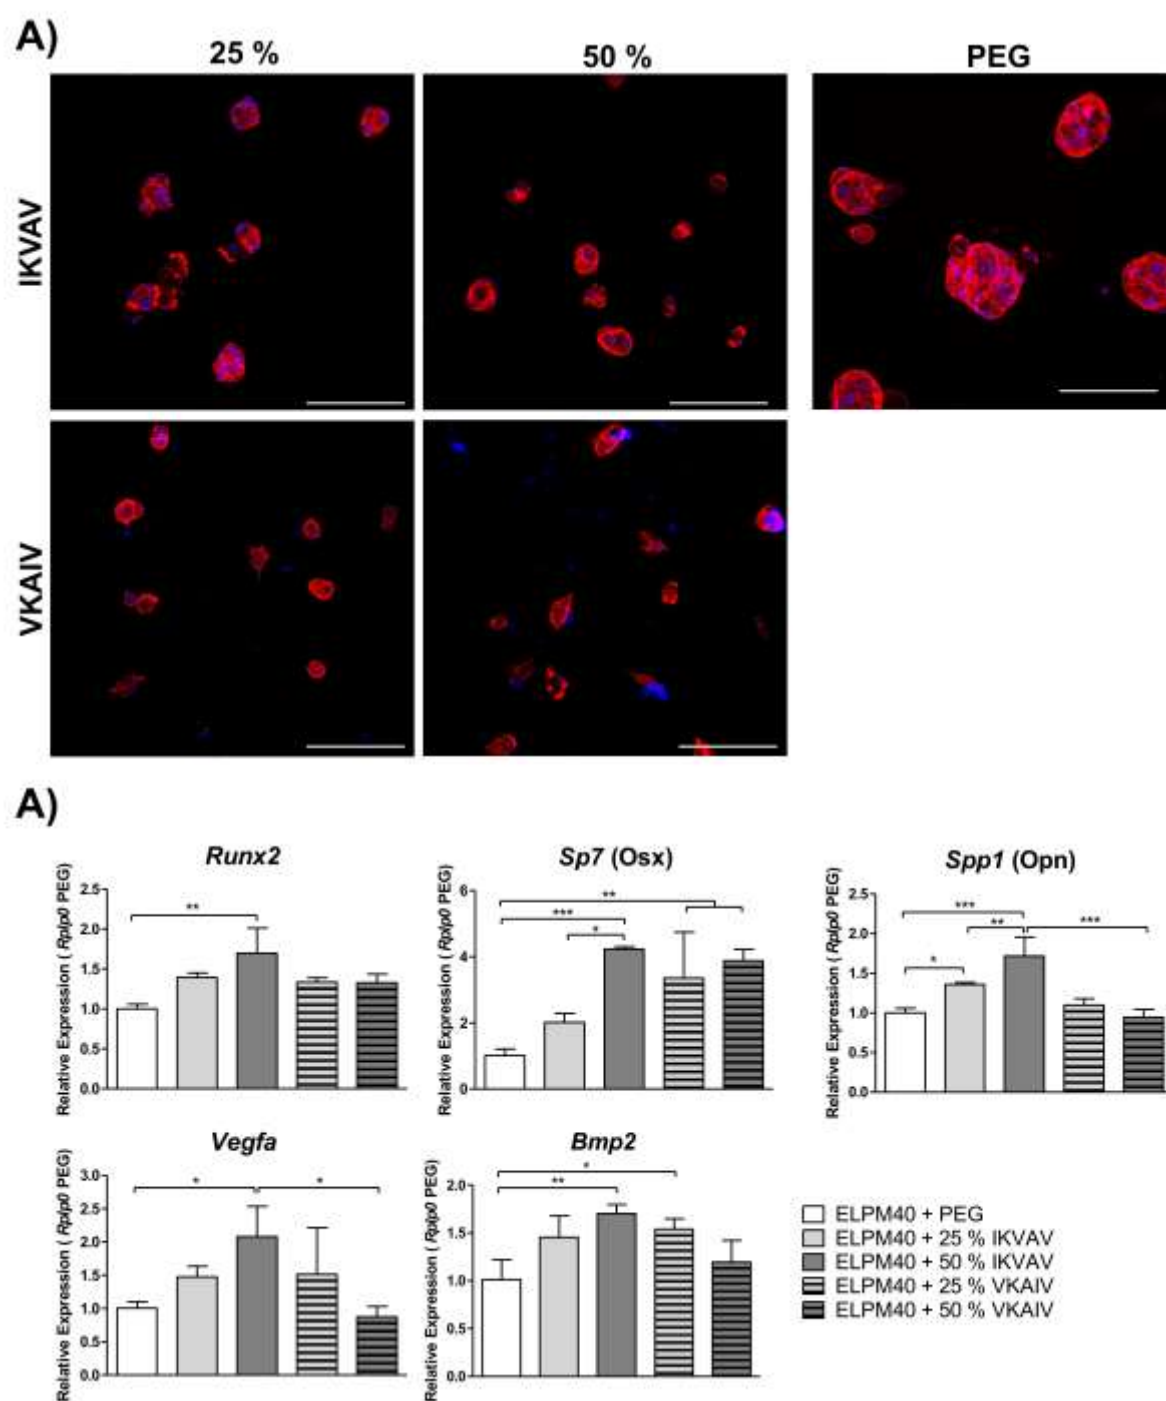 A)
25 %
50 %
PEG
IKVAV
VKAIV
A)
Runx2
Relative Expression ( Rplp0 PEG)
2.5
2.0
1.5
1.0
0.5
0.0
**
Sp7 (Osx)
Relative Expression ( Rplp0 PEG)
6
4
2
0
**
***
*
Spp1 (Opn)
Relative Expression ( Rplp0 PEG)
2.5
2.0
1.5
1.0
0.5
0.0
***
**
***
*
Vegfa
Relative Expression ( Rplp0 PEG)
3.0
2.5
2.0
1.5
1.0
0.5
0.0
*
*
Bmp2
Relative Expression ( Rplp0 PEG)
2.0
1.5
1.0
0.5
0.0
*
**
ELPM40 + PEG
ELPM40 + 25 % IKVAV
ELPM40 + 50 % IKVAV
ELPM40 + 25 % VKAIV
ELPM40 + 50 % VKAIV